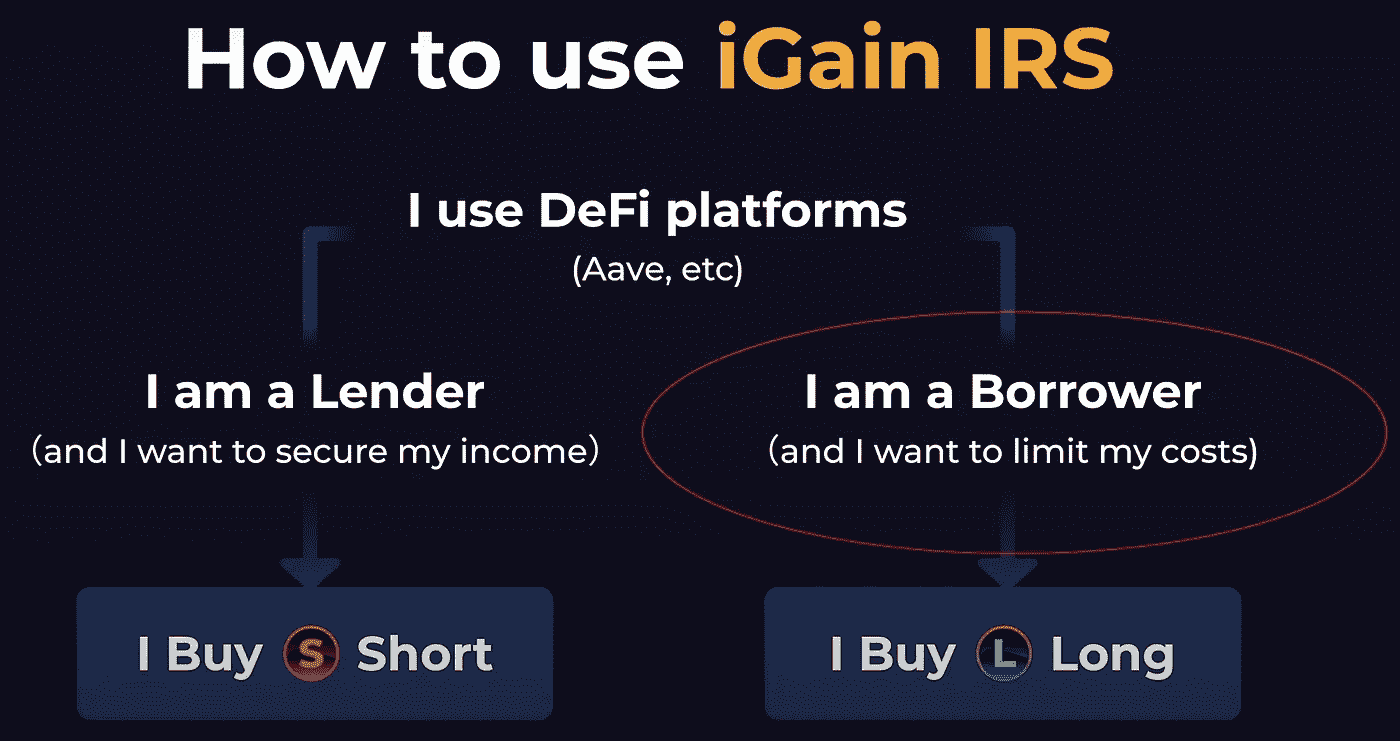 How to use iGain IRS
I use DeFi platforms
(Aave, etc)
I am a Lender
(and I want to secure my income)
I am a Borrower
(and I want to limit my costs)
I Buy S Short
I Buy L Long